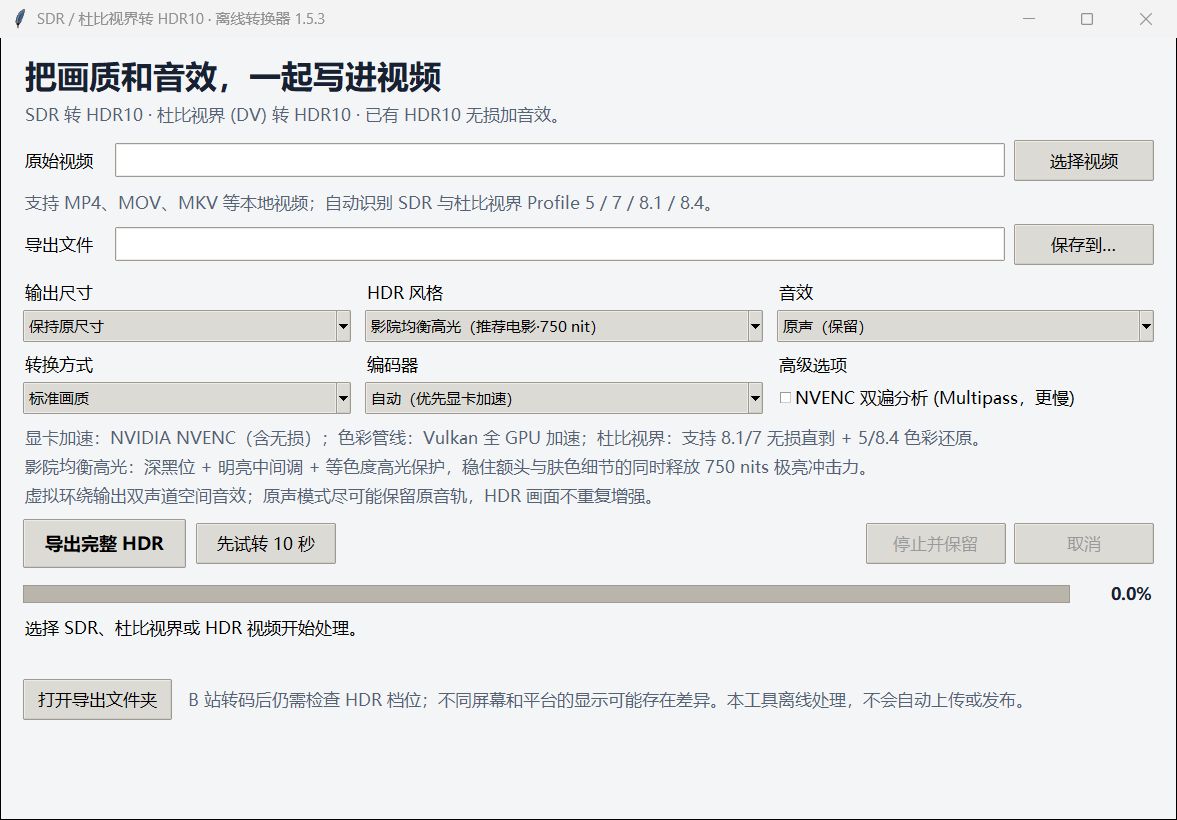 SDR / 杜比视界转 HDR10 · 离线转换器 1.5.3
把画质和音效，一起写进视频
SDR 转 HDR10 · 杜比视界 (DV) 转 HDR10 · 已有 HDR10 无损加音效。
原始视频
选择视频
支持 MP4、MOV、MKV 等本地视频；自动识别 SDR 与杜比视界 Profile 5 / 7 / 8.1 / 8.4。
导出文件
保存到...
输出尺寸 HDR 风格 音效
保持原尺寸 影院均衡高光（推荐电影·750 nit） 原声（保留）
转换方式 编码器 高级选项
标准画质 自动（优先显卡加速） NVENC 双遍分析 (Multipass，更慢)
显卡加速：NVIDIA NVENC（含无损）；色彩管线：Vulkan 全 GPU 加速；杜比视界：支持 8.1/7 无损直剥 + 5/8.4 色彩还原。
影院均衡高光：深黑位 + 明亮中间调 + 等色度高光保护，稳住额头与肤色细节的同时释放 750 nits 极亮冲击力。
虚拟环绕输出双声道空间音效；原声模式尽可能保留原音轨，HDR 画面不重复增强。
导出完整 HDR 先试转 10 秒 停止并保留 取消
0.0%
选择 SDR、杜比视界或 HDR 视频开始处理。
打开导出文件夹 B 站转码后仍需检查 HDR 档位；不同屏幕和平台的显示可能存在差异。本工具离线处理，不会自动上传或发布。